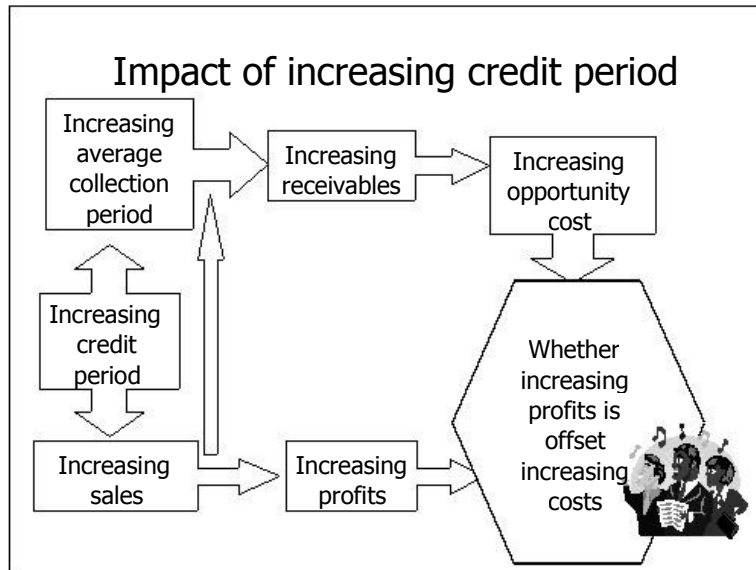 Impact of increasing credit period
Increasing
average
collection
period
Increasing
receivables
Increasing
opportunity
cost
Increasing
credit
period
Whether
increasing
profits is
offset
increasing
costs
Increasing
sales
Increasing
profits